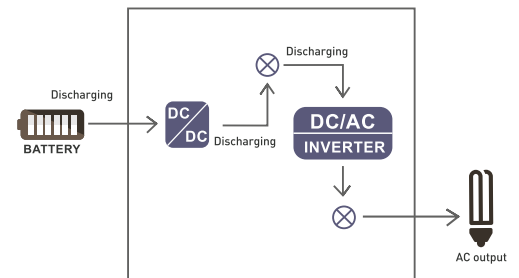 Discharging
Discharging
DC
DC
Discharging
DC/AC
INVERTER
BATTERY
AC output